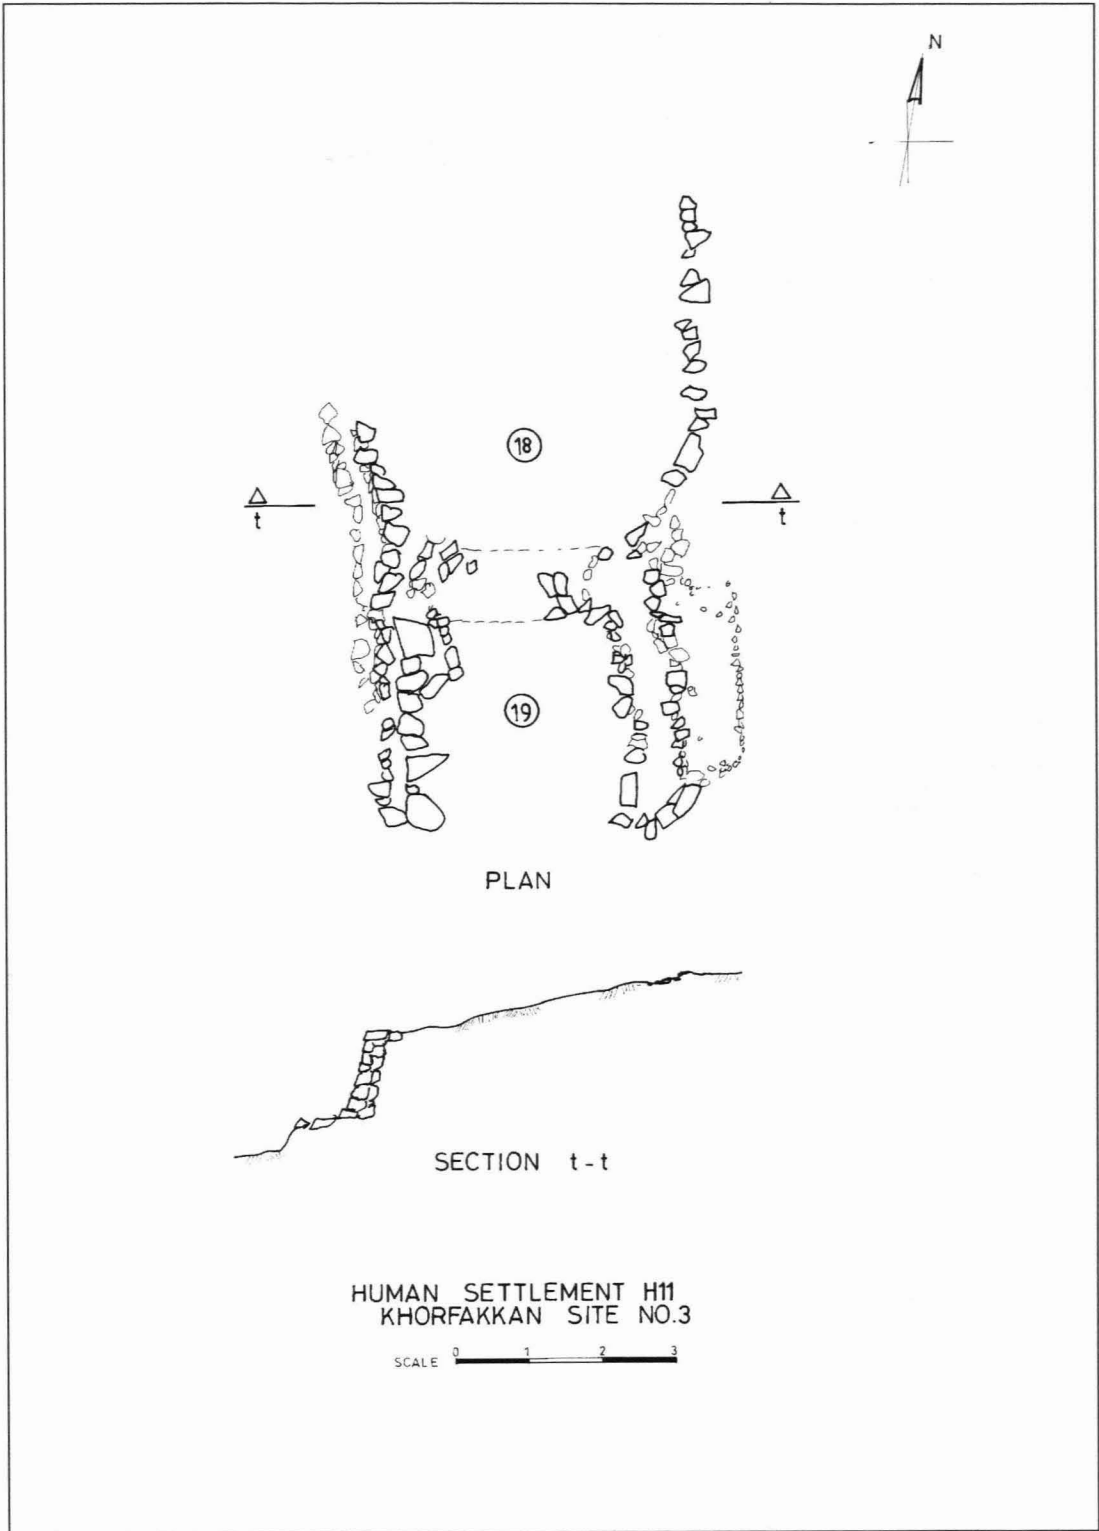 N
18
t
t
19
PLAN
SECTION t-t
HUMAN SETTLEMENT H11
KHORFAKKAN SITE NO.3
SCALE 0 1 2 3